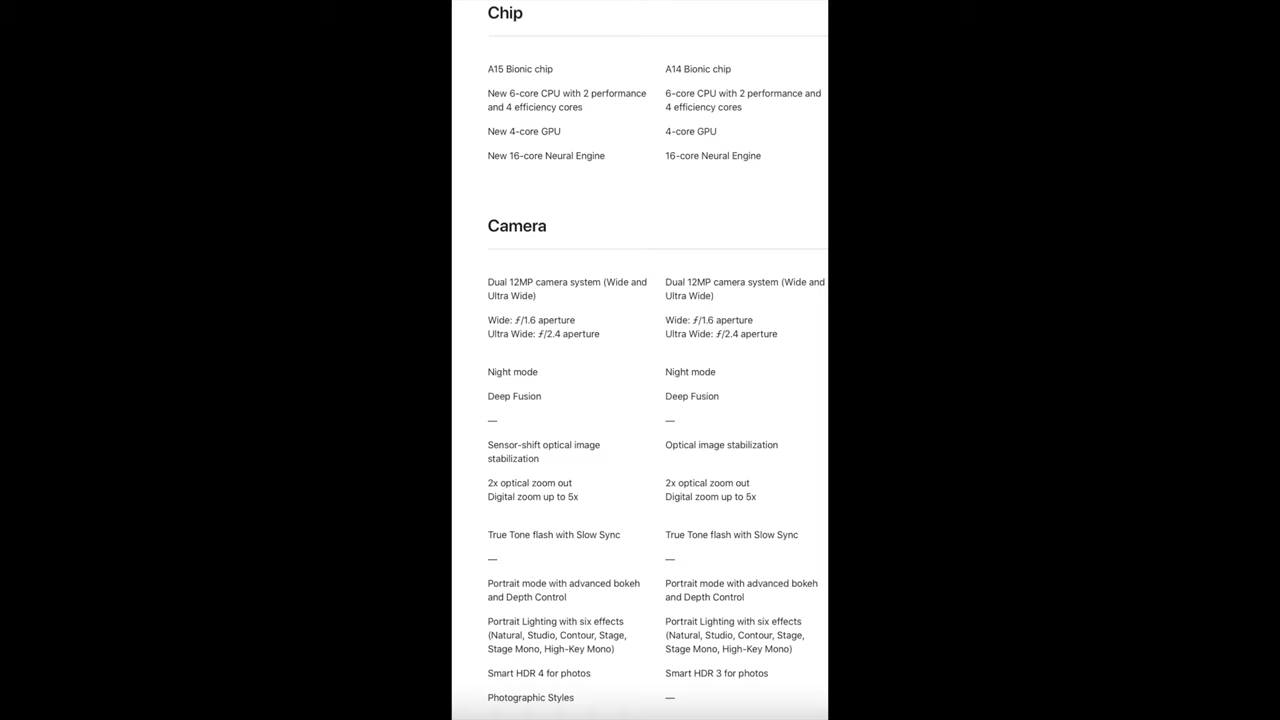 Chip
A15 Bionic chip
A14 Bionic chip
New 6-core CPU with 2 performance
and 4 efficiency cores
6-core CPU with 2 performance and
4 efficiency cores
New 4-core GPU
4-core GPU
New 16-core Neural Engine
16-core Neural Engine
Camera
Dual 12MP camera system (Wide and
Ultra Wide)
Dual 12MP camera system (Wide and
Ultra Wide)
Wide: ƒ/1.6 aperture
Ultra Wide: ƒ/2.4 aperture
Wide: ƒ/1.6 aperture
Ultra Wide: ƒ/2.4 aperture
Night mode
Night mode
Deep Fusion
Deep Fusion
—
—
Sensor-shift optical image
stabilization
Optical image stabilization
2x optical zoom out
Digital zoom up to 5x
2x optical zoom out
Digital zoom up to 5x
True Tone flash with Slow Sync
True Tone flash with Slow Sync
—
—
Portrait mode with advanced bokeh
and Depth Control
Portrait mode with advanced bokeh
and Depth Control
Portrait Lighting with six effects
(Natural, Studio, Contour, Stage,
Stage Mono, High-Key Mono)
Portrait Lighting with six effects
(Natural, Studio, Contour, Stage,
Stage Mono, High-Key Mono)
Smart HDR 4 for photos
Smart HDR 3 for photos
Photographic Styles
—